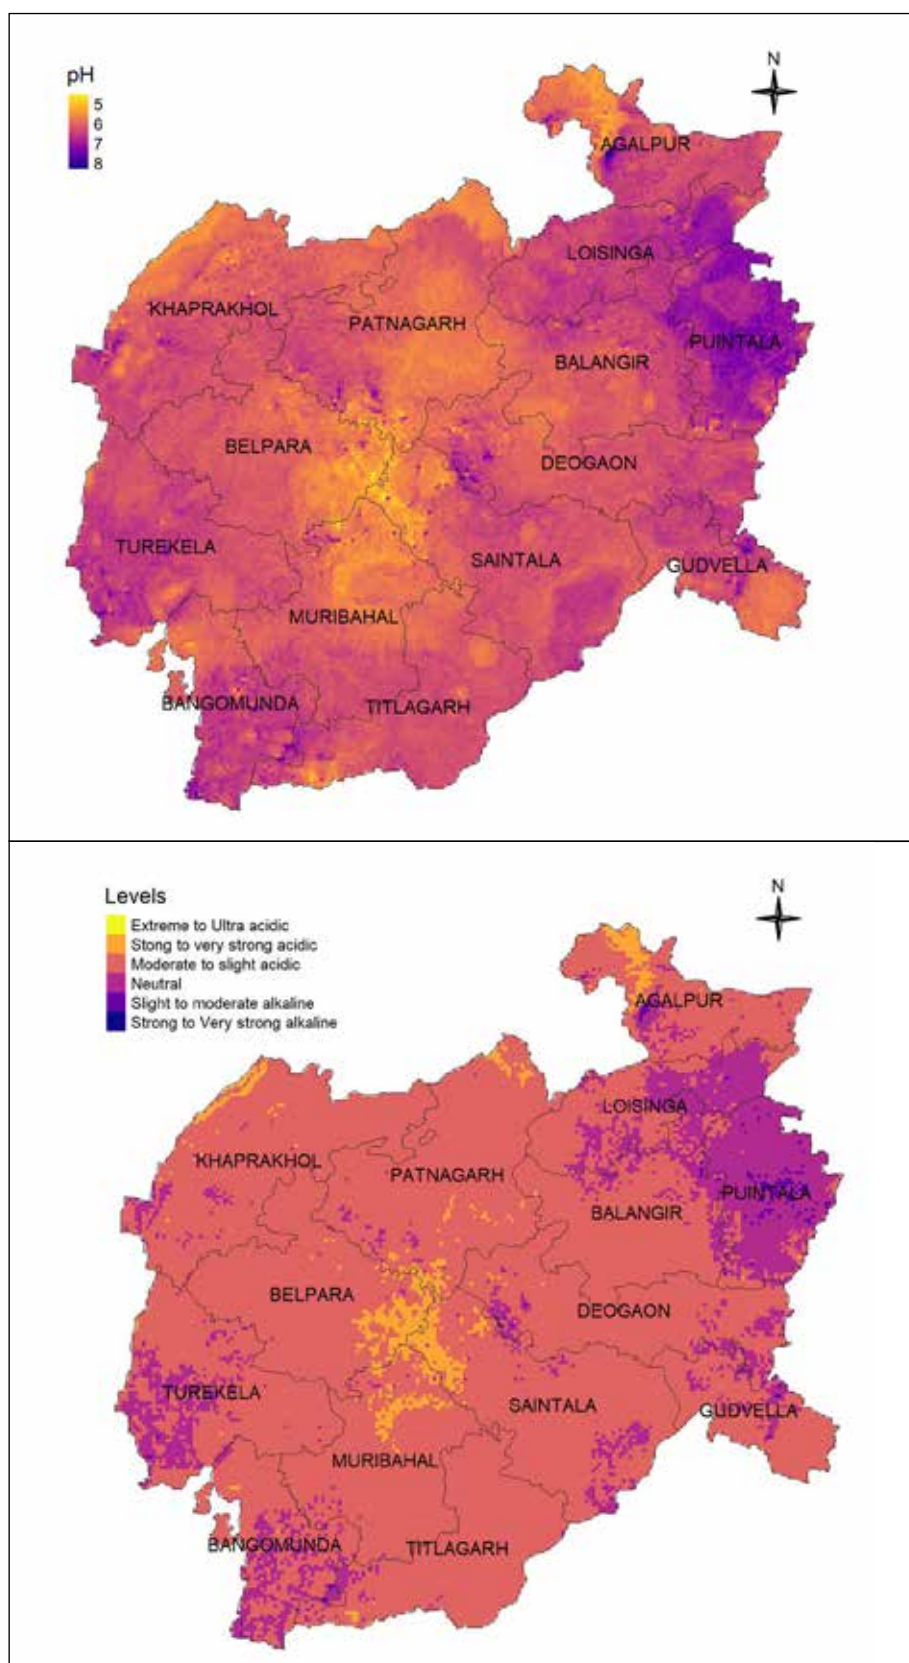 N
pH
5
6
7
8
AGALPUR
LOISINGA
KHAPRAKHOL
PATNAGARH
PUINTALA
BALANGIR
BELPARA
DEOGAON
TUREKELA
SAINTALA
GUDVELLA
MURIBAHAL
BANGOMUNDA
TITLAGARH
N
Levels
Extreme to Ultra acidic
Stong to very strong acidic
Moderate to slight acidic
Neutral
Slight to moderate alkaline
Strong to Very strong alkaline
AGALPUR
LOISINGA
KHAPRAKHOL
PATNAGARH
PUINTALA
BALANGIR
BELPARA
DEOGAON
TUREKELA
SAINTALA
GUDVELLA
MURIBAHAL
BANGOMUNDA
TITLAGARH